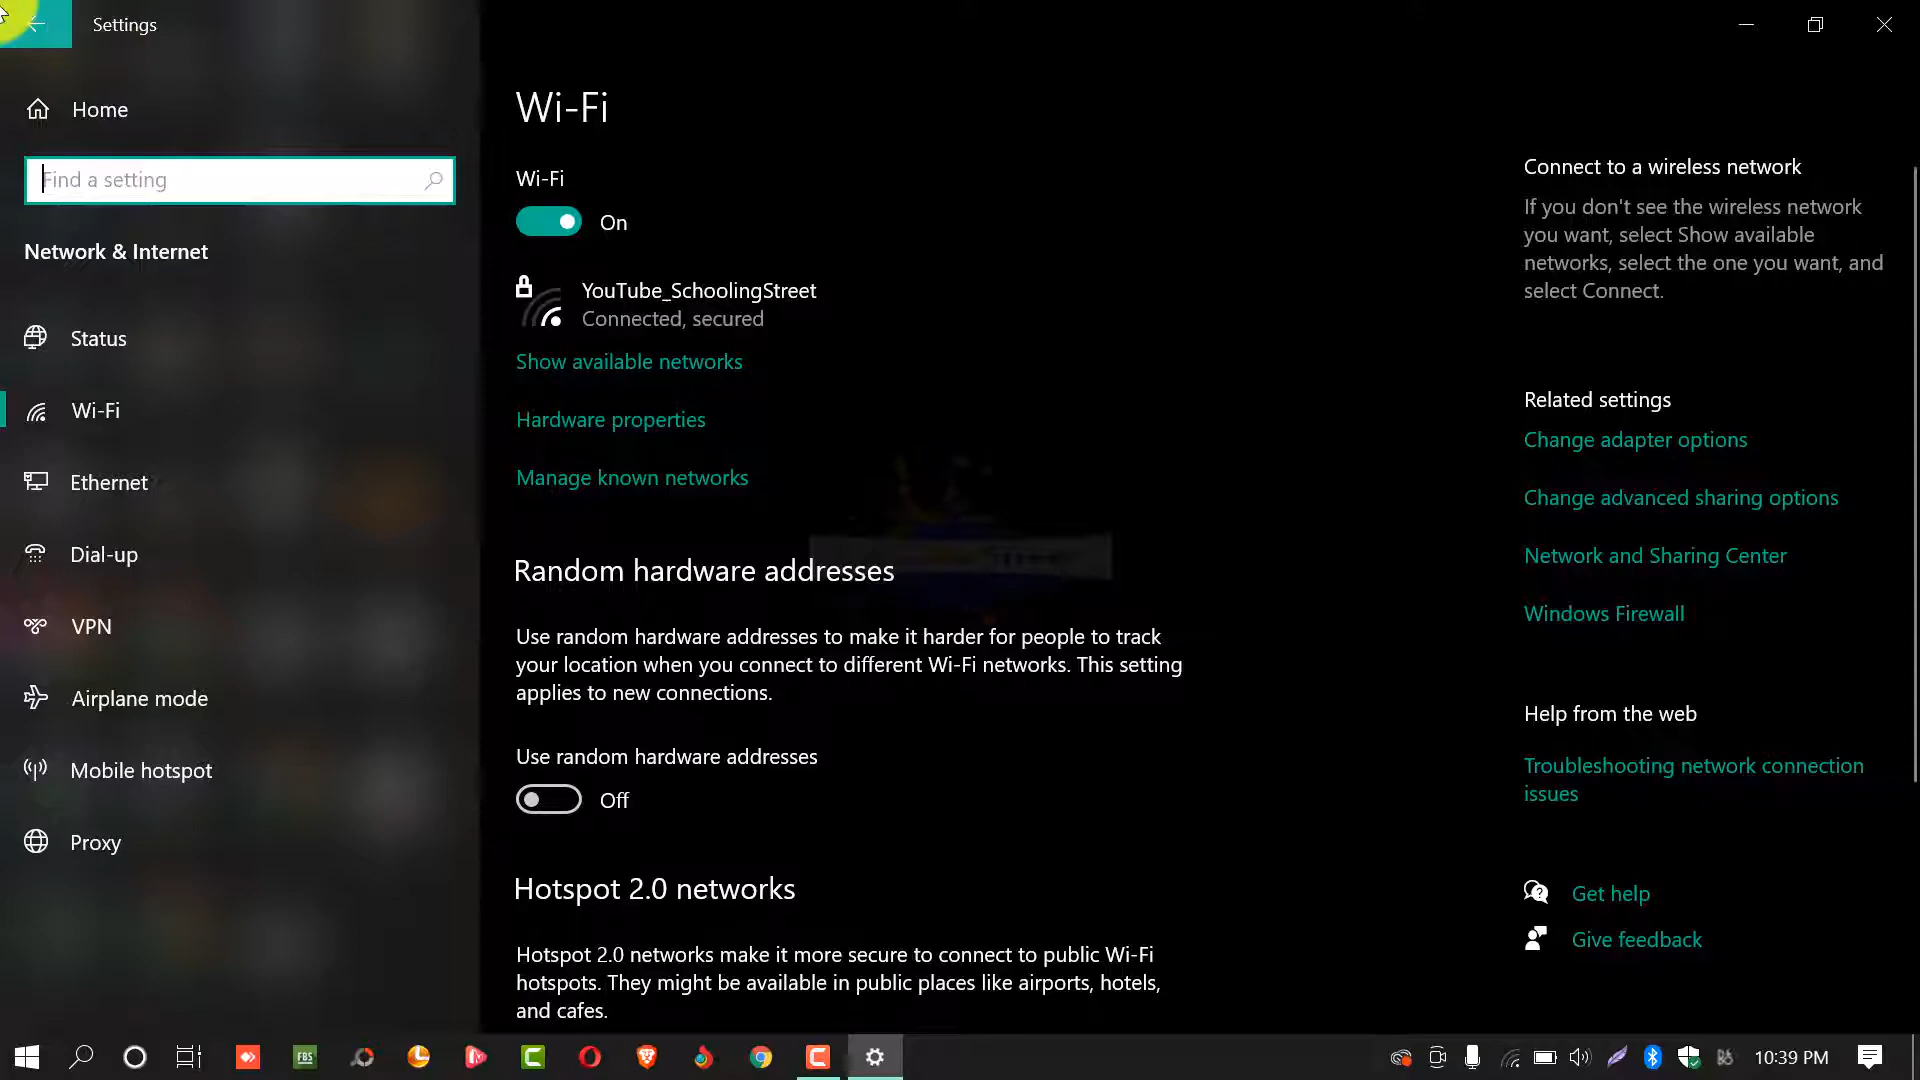 Settings
Home
Find a setting
Network & Internet
Status
Wi-Fi
Ethernet
Dial-up
VPN
Airplane mode
Mobile hotspot
Proxy
Wi-Fi
Wi-Fi
On
YouTube_SchoolingStreet
Connected, secured
Show available networks
Hardware properties
Manage known networks
Random hardware addresses
Use random hardware addresses to make it harder for people to track
your location when you connect to different Wi-Fi networks. This setting
applies to new connections.
Use random hardware addresses
Off
Hotspot 2.0 networks
Hotspot 2.0 networks make it more secure to connect to public Wi-Fi
hotspots. They might be available in public places like airports, hotels,
and cafes.
Connect to a wireless network
If you don't see the wireless network
you want, select Show available
networks, select the one you want, and
select Connect.
Related settings
Change adapter options
Change advanced sharing options
Network and Sharing Center
Windows Firewall
Help from the web
Troubleshooting network connection
issues
Get help
Give feedback
FBS
10:39 PM